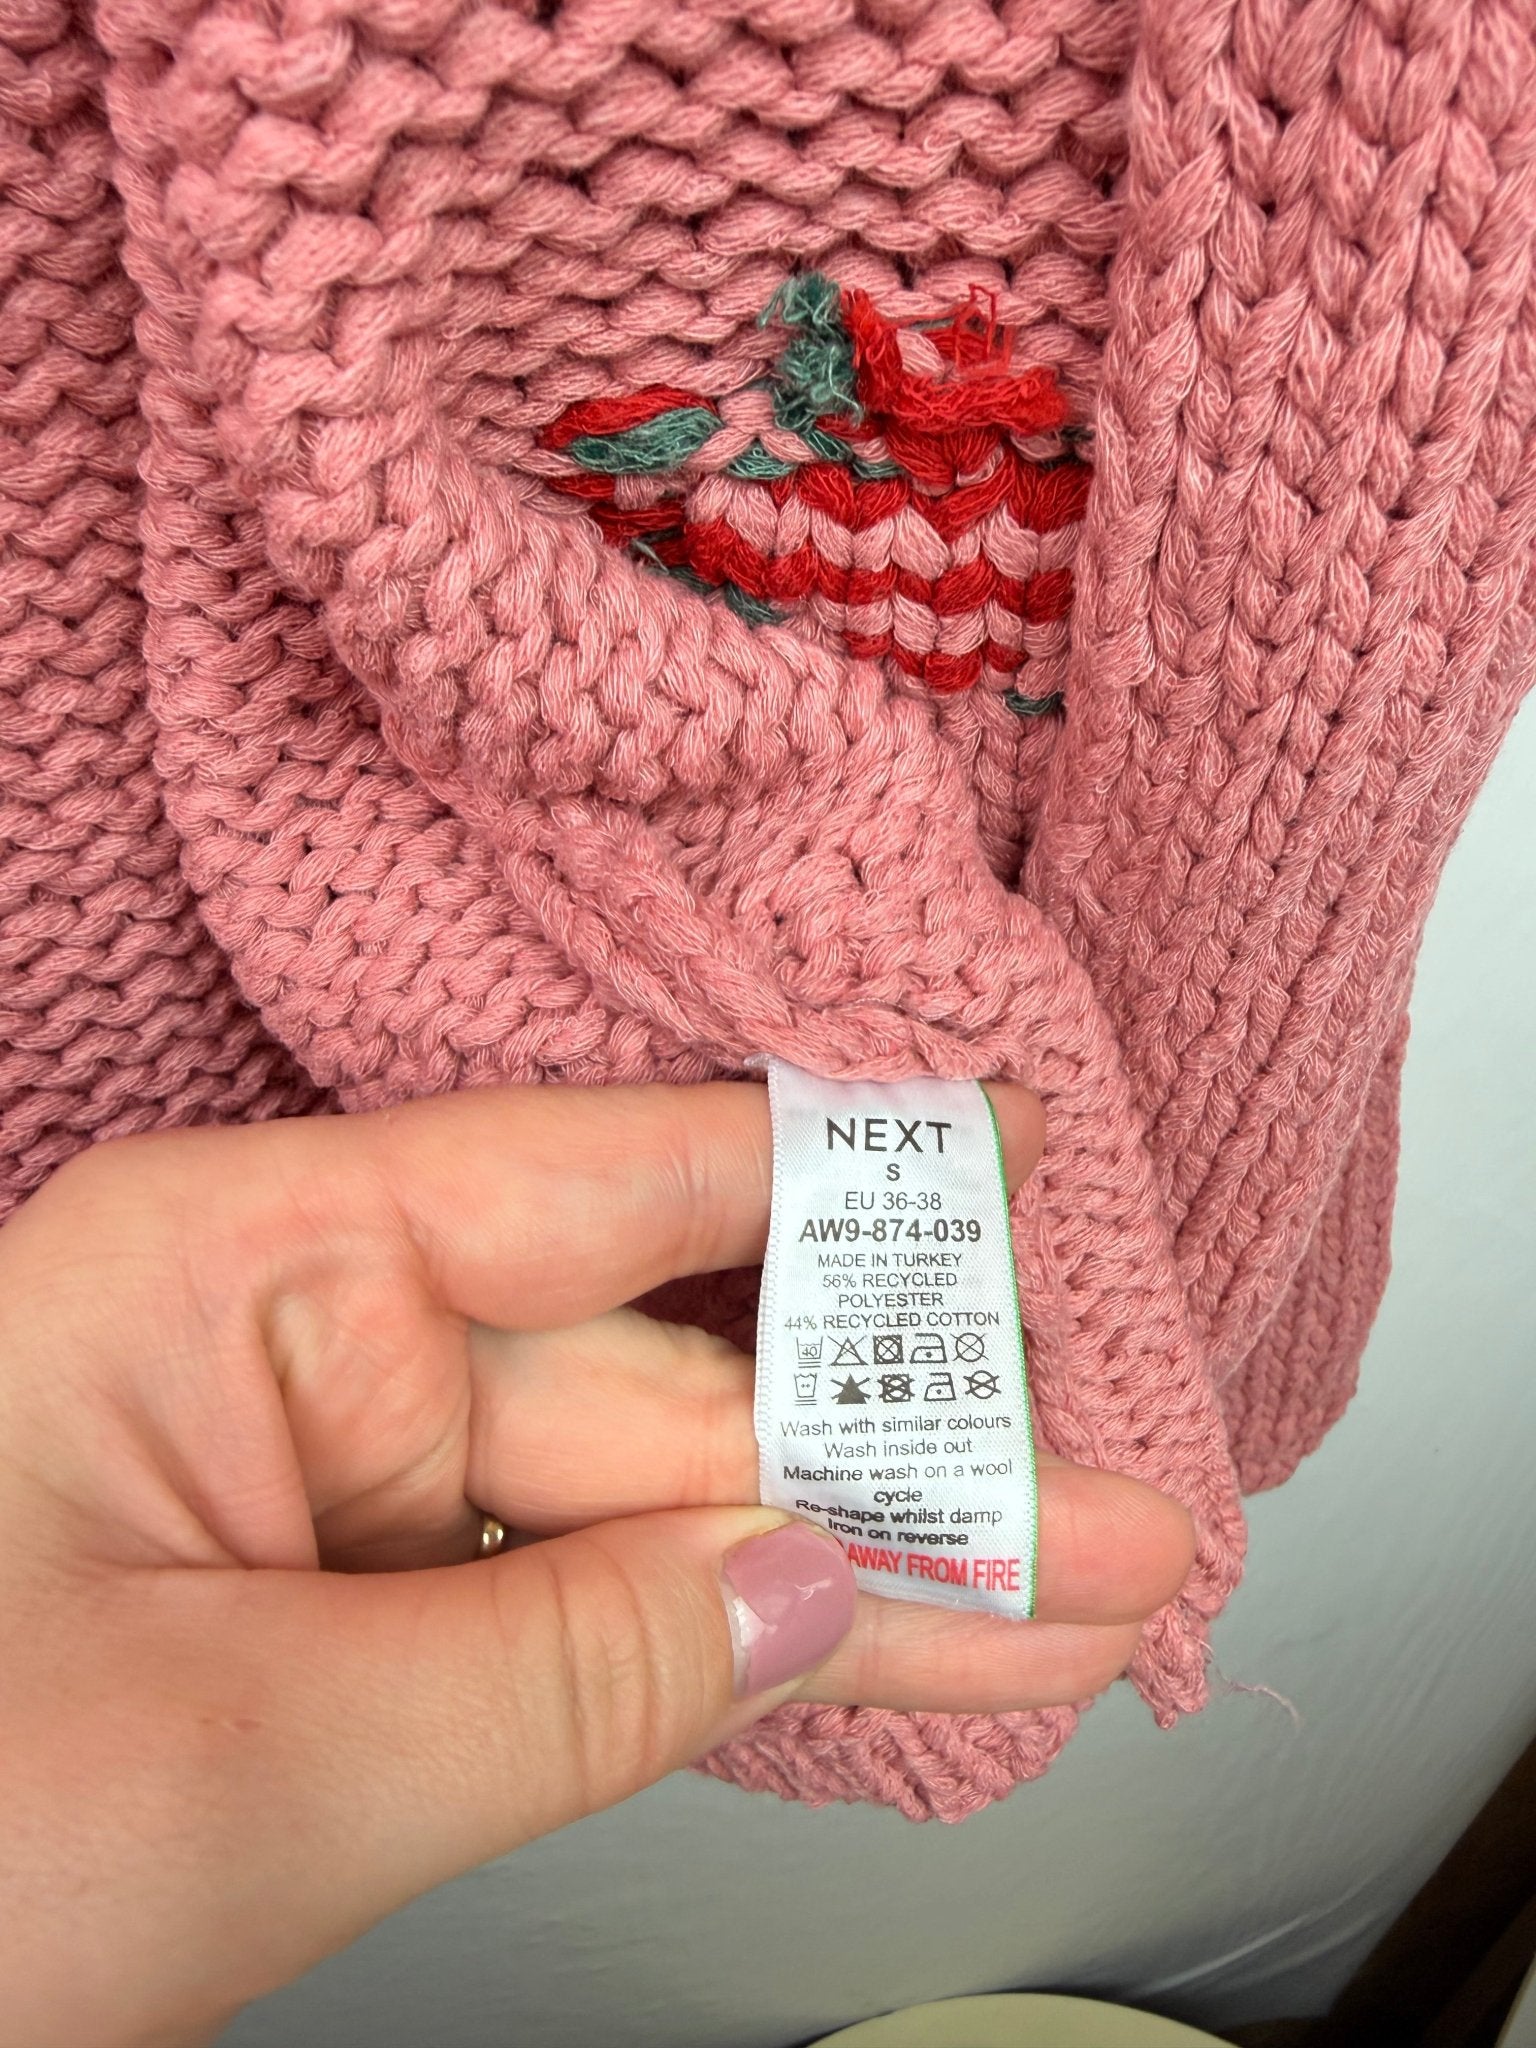 NEXT
S
EU 36-38
AW9-874-039
MADE IN TURKEY
56% RECYCLED
POLYESTER
44% RECYCLED COTTON
40
Wash with similar colours
Wash inside out
Machine wash on a wool
cycle
Re-shape whilst damp
Iron on reverse
AWAY FROM FIRE